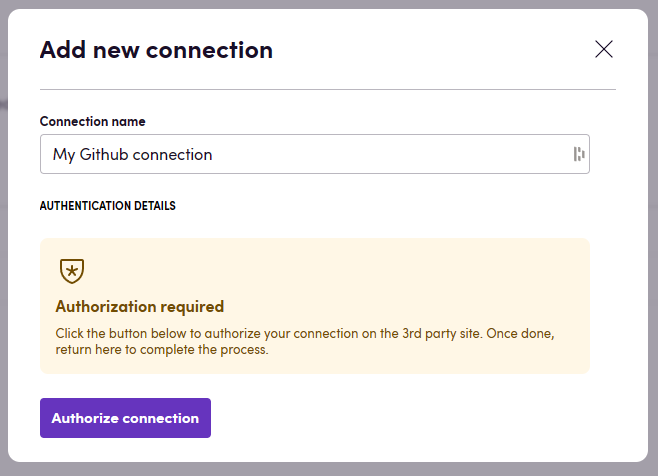 Add new connection
Connection name
My Github connection
AUTHENTICATION DETAILS
Authorization required
Click the button below to authorize your connection on the 3rd party site. Once done,
return here to complete the process.
Authorize connection